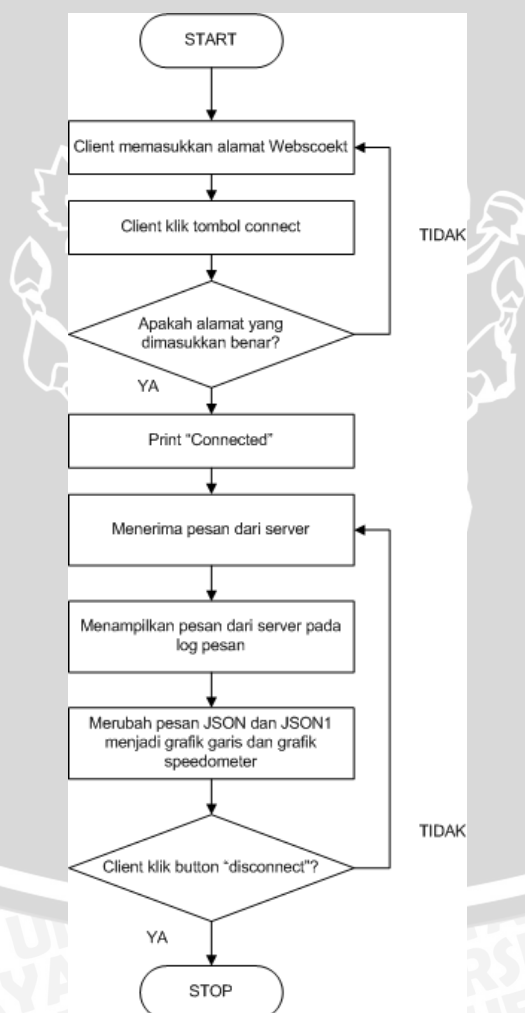 START
Client memasukkan alamat Webscoekt
Client klik tombol connect
TIDAK
Apakah alamat yang
dimasukkan benar?
YA
Print “Connected”
Menerima pesan dari server
Menampilkan pesan dari server pada
log pesan
Merubah pesan JSON dan JSON1
menjadi grafik garis dan grafik
speedometer
TIDAK
Client klik button “disconnect”?
YA
STOP